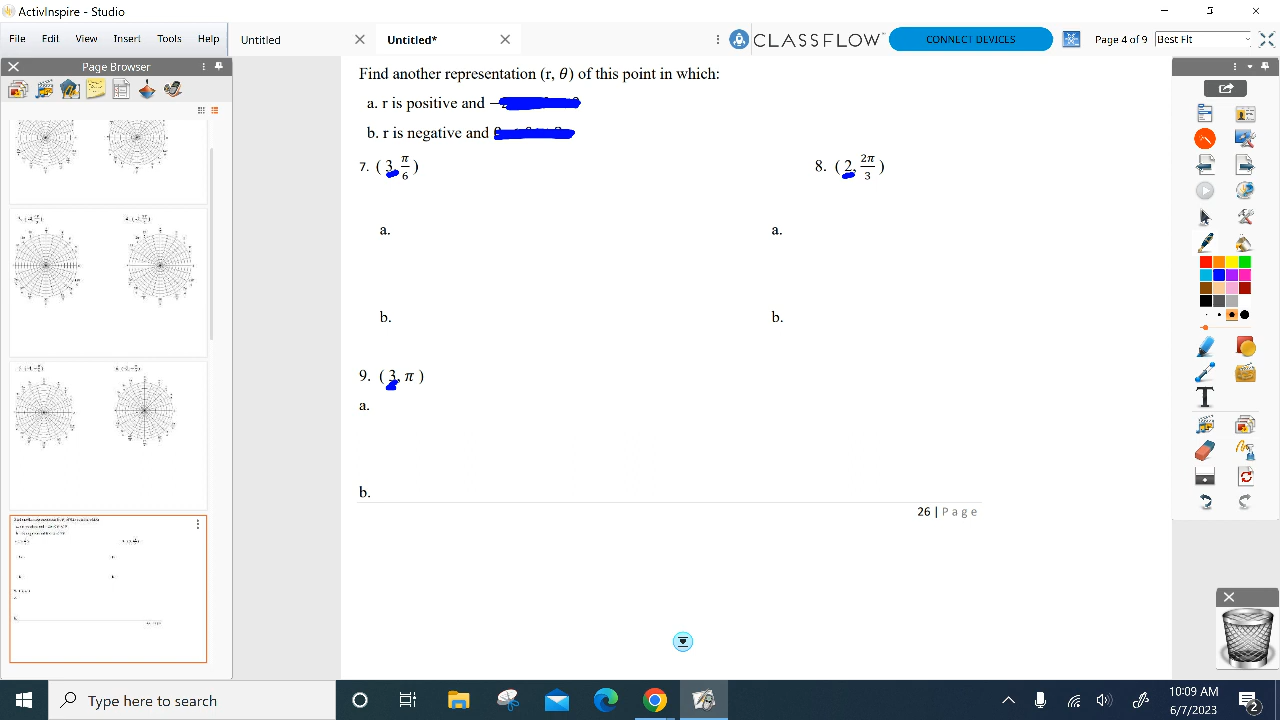 ActivInspire - Studio
File Edit View Insert Tools Help
Untitled
Untitled*
CLASSFLOW
CONNECT DEVICES
Page 4 of 9
Best Fit
Page Browser
Find another representation (r, θ) of this point in which:
a. r is positive and
b. r is negative and
7. (3, π/6)
8. (2, 2π/3)
a.
a.
b.
b.
9. (3, π)
a.
b.
26 | Page
Type here to search
10:09 AM
6/7/2023
2